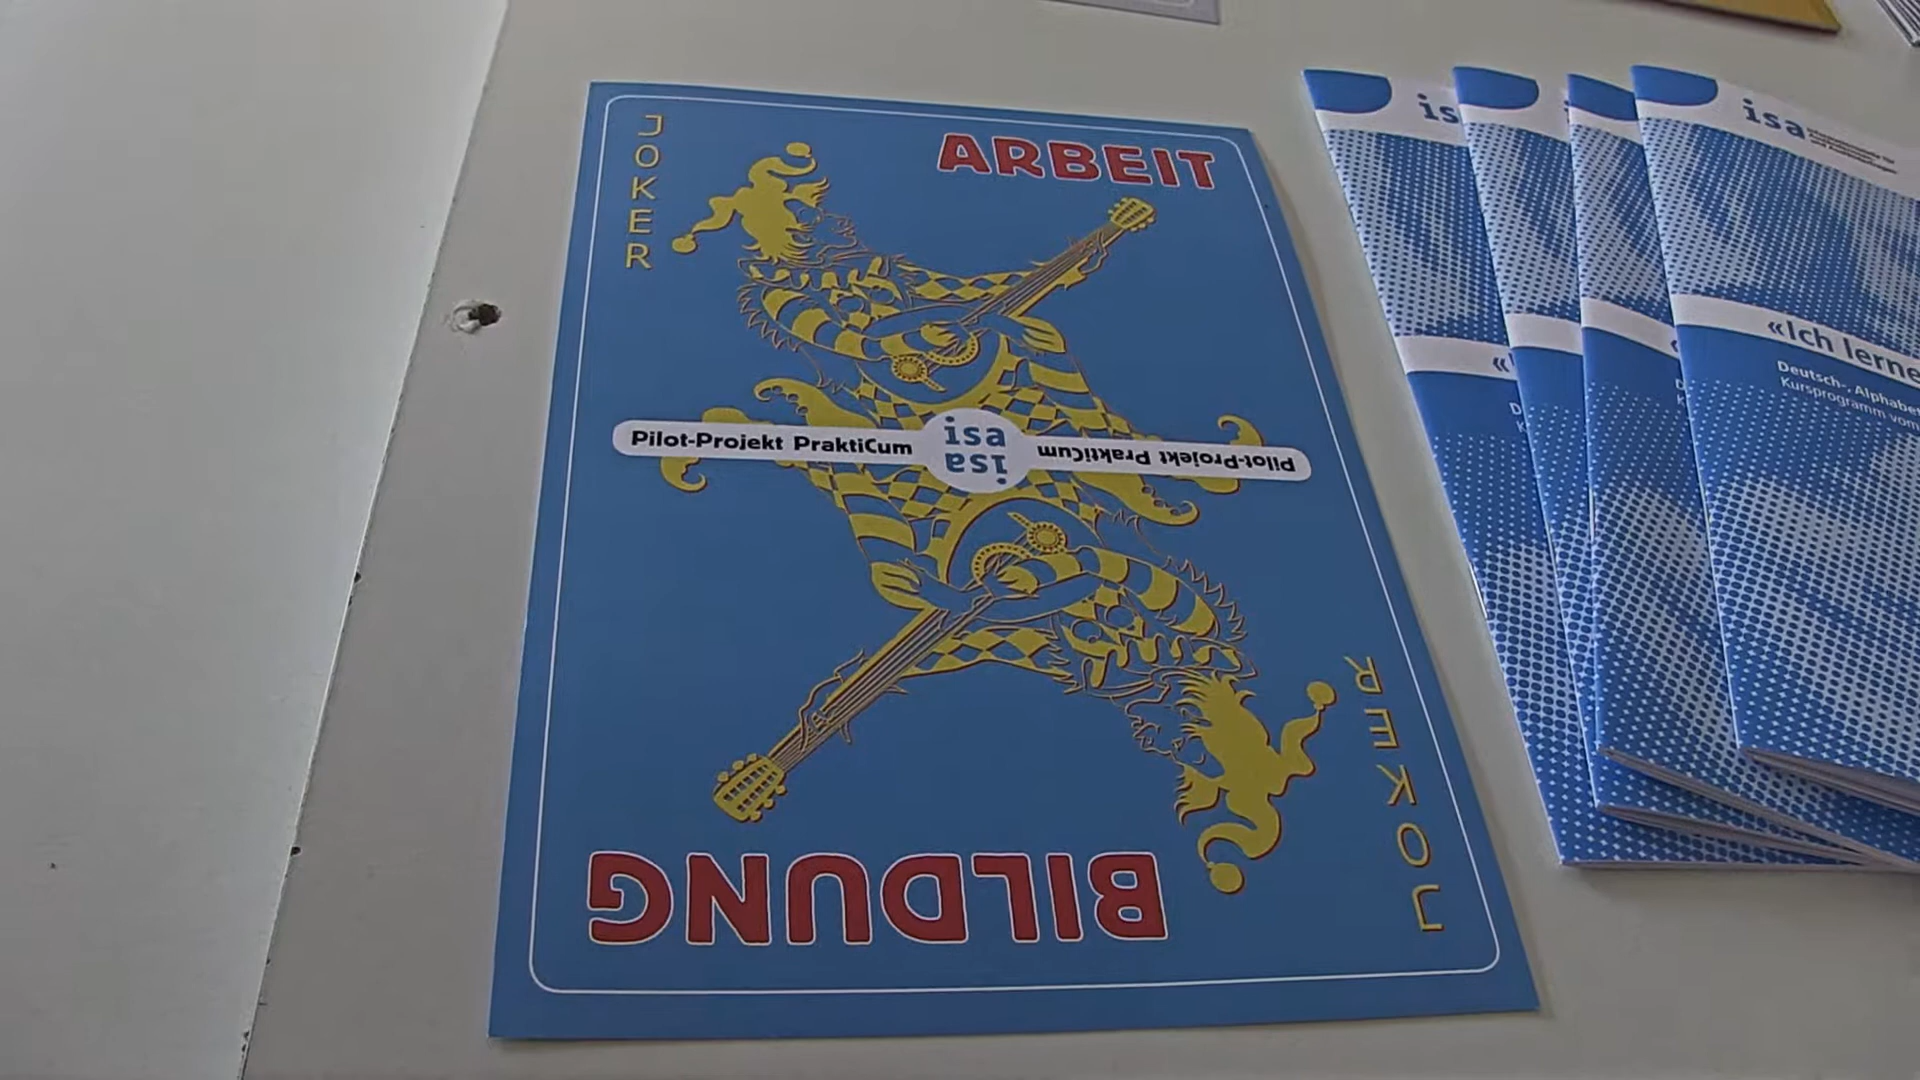 JOKER
ARBEIT
Pilot-Projekt PraktiCum
isa
isa
Pilot-Projekt PraktiCum
JOKER
BILDUNG
is
isa
«Ich lerne
Deutsch-, Alphabet
Kursprogramm vom